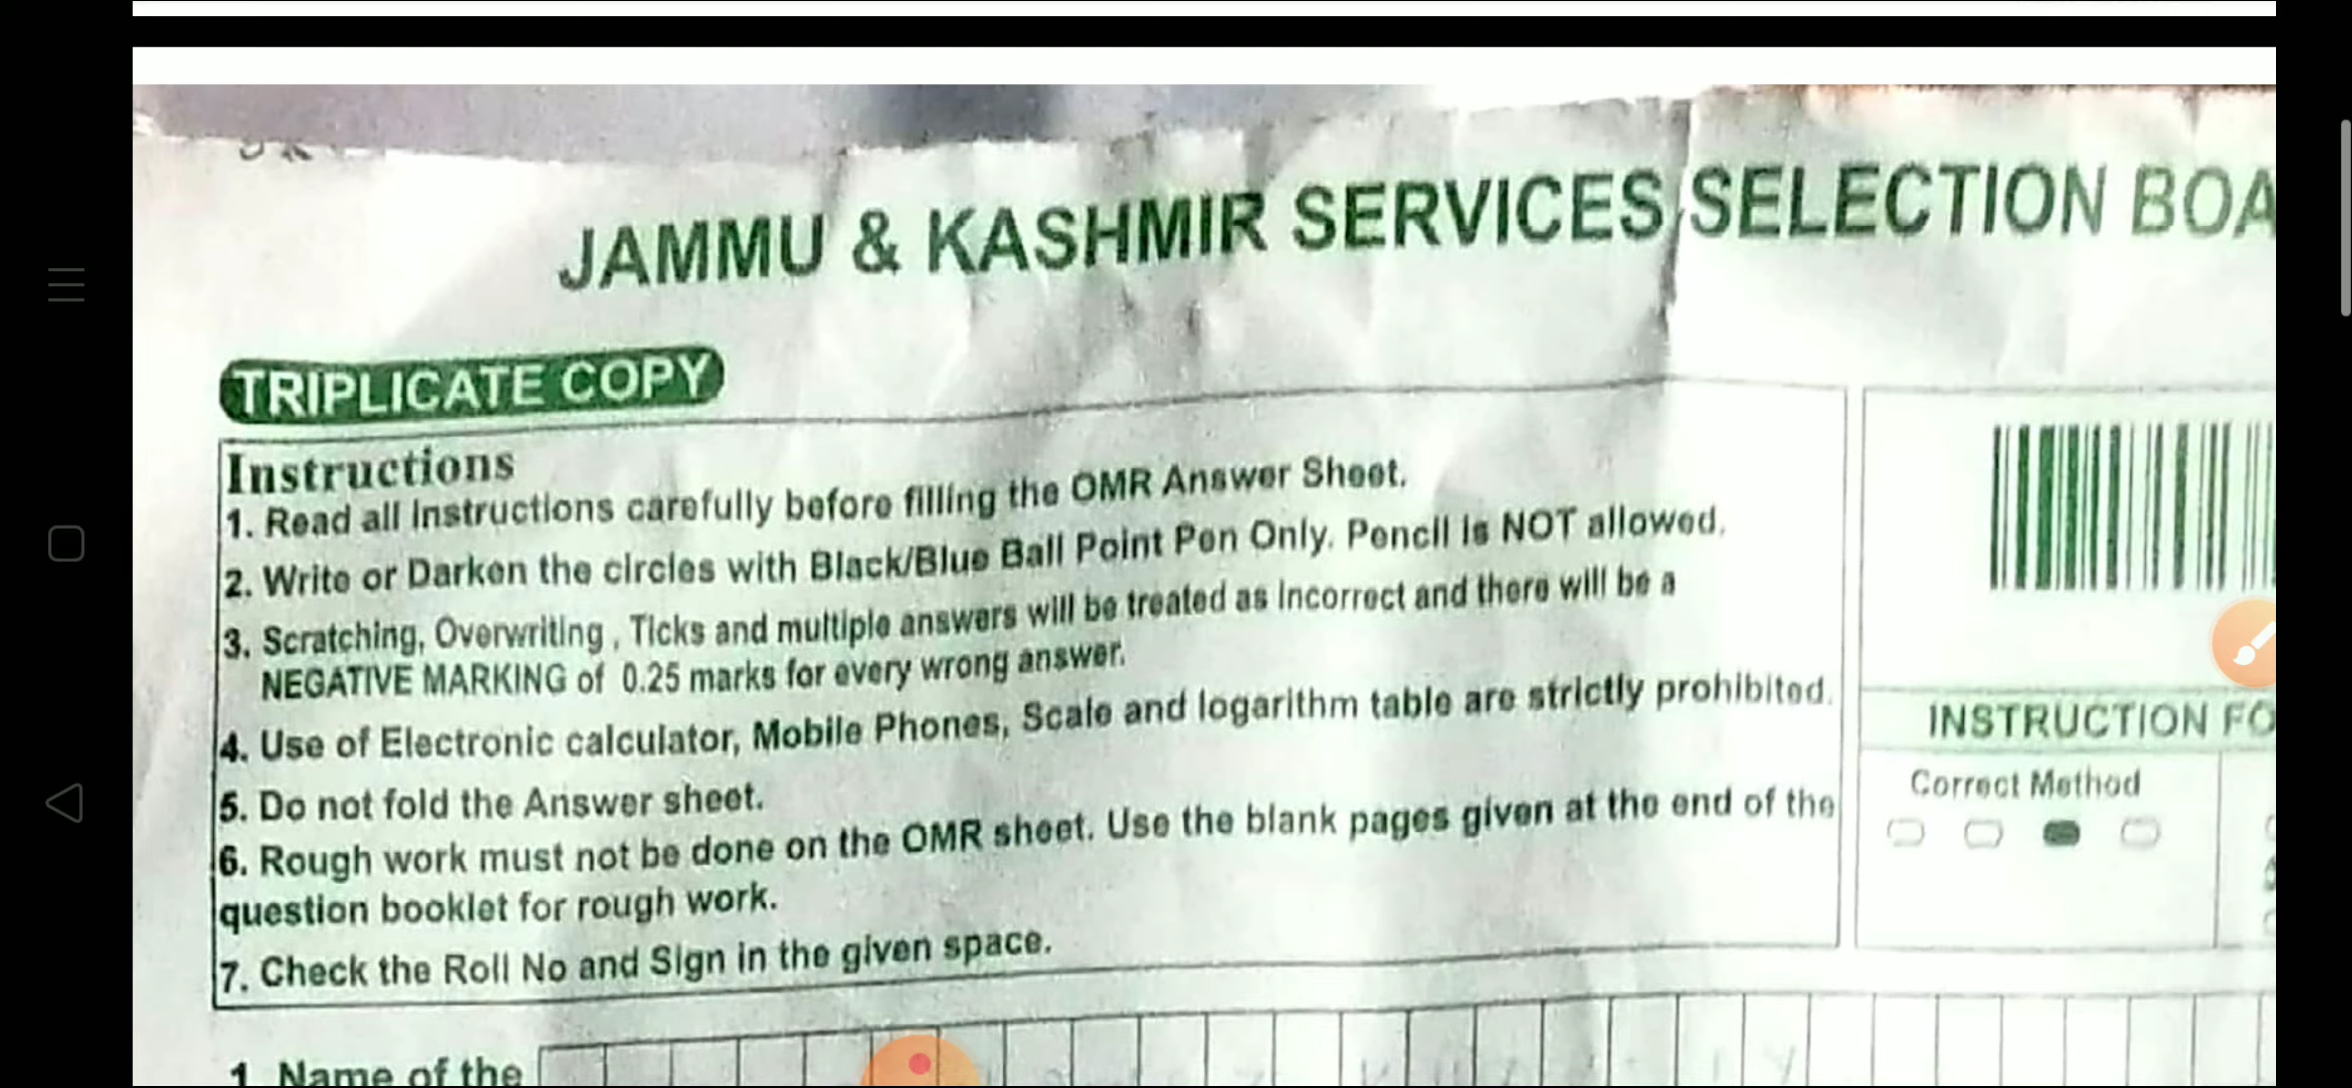 JAMMU & KASHMIR SERVICES SELECTION BOA
TRIPLICATE COPY
Instructions
1. Read all instructions carefully before filling the OMR Answer Sheet.
2. Write or Darken the circles with Black/Blue Ball Point Pen Only. Pencil is NOT allowed.
3. Scratching, Overwriting , Ticks and multiple answers will be treated as incorrect and there will be a
NEGATIVE MARKING of 0.25 marks for every wrong answer.
4. Use of Electronic calculator, Mobile Phones, Scale and logarithm table are strictly prohibited.
5. Do not fold the Answer sheet.
6. Rough work must not be done on the OMR sheet. Use the blank pages given at the end of the
question booklet for rough work.
7. Check the Roll No and Sign in the given space.
INSTRUCTION FO
Correct Method
1 Name of the